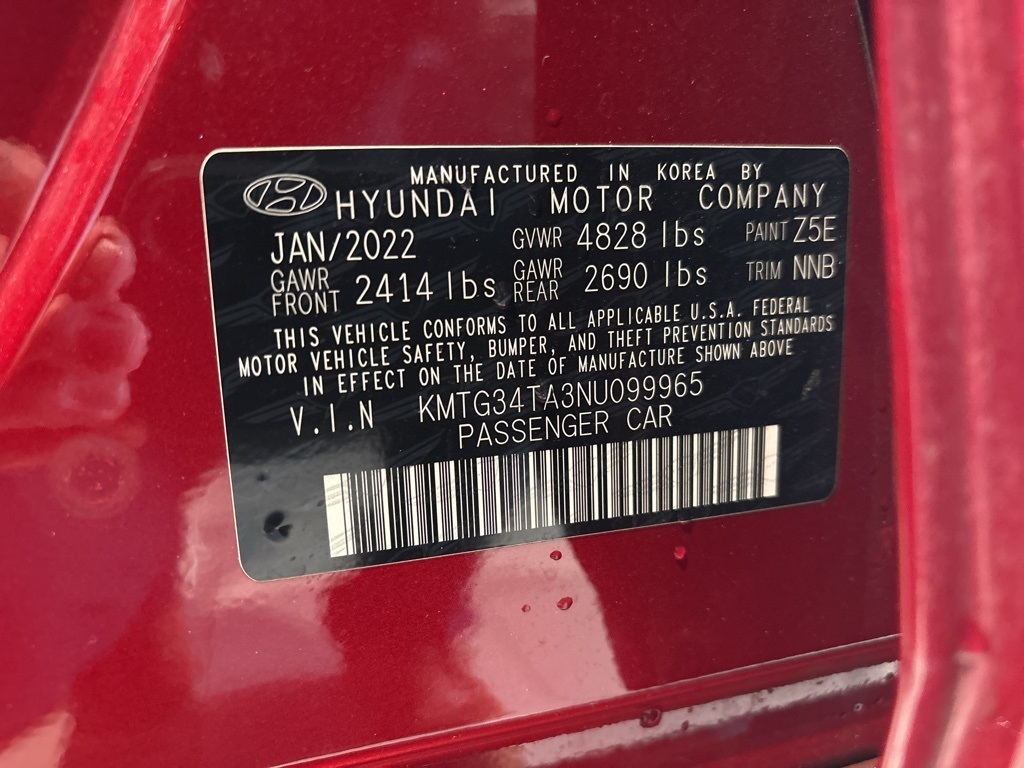 MANUFACTURED IN KOREA BY
HYUNDAI MOTOR COMPANY
JAN/2022 GVWR 4828 lbs PAINT Z5E
GAWR FRONT 2414 lbs GAWR REAR 2690 lbs TRIM NNB
THIS VEHICLE CONFORMS TO ALL APPLICABLE U.S.A. FEDERAL
MOTOR VEHICLE SAFETY, BUMPER, AND THEFT PREVENTION STANDARDS
IN EFFECT ON THE DATE OF MANUFACTURE SHOWN ABOVE
V.I.N KMTG34TA3NU099965
PASSENGER CAR